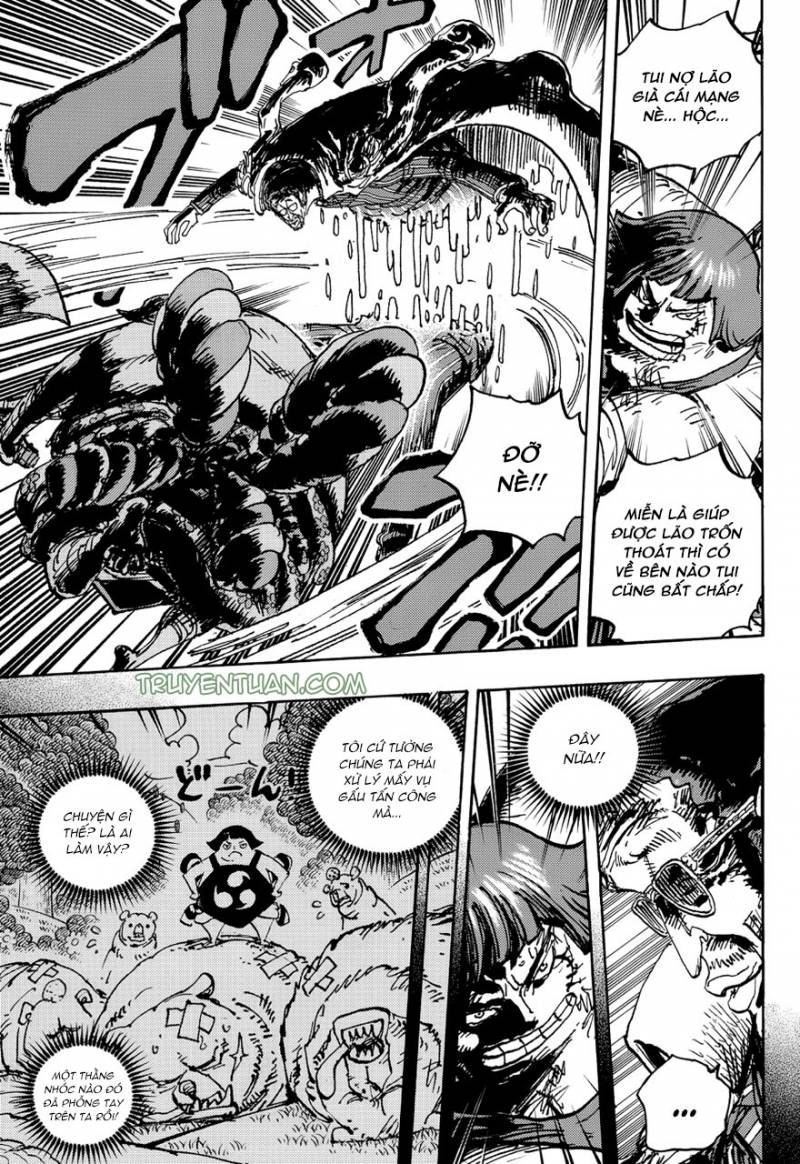 TUI NỢ LÃO
GIÀ CÁI MẠNG
NÈ... HỘC...
MIỄN LÀ GIÚP
ĐƯỢC LÃO TRỐN
THOÁT THÌ CÓ
VỀ BÊN NÀO TUI
CŨNG BẤT CHẤP!
ĐỠ
NÈ!!
TRUYENTUAN.COM
ĐÂY
NỮA!!
...
TÔI CỨ TƯỞNG
CHÚNG TA PHẢI
XỬ LÝ MẤY VỤ
GẤU TẤN CÔNG
MÀ...
どーん
CHUYỆN GÌ
THẾ? LÀ AI
LÀM VẬY?
MỘT THẰNG
NHÓC NÀO ĐÓ
ĐÃ PHỖNG TAY
TRÊN TA RỒI!